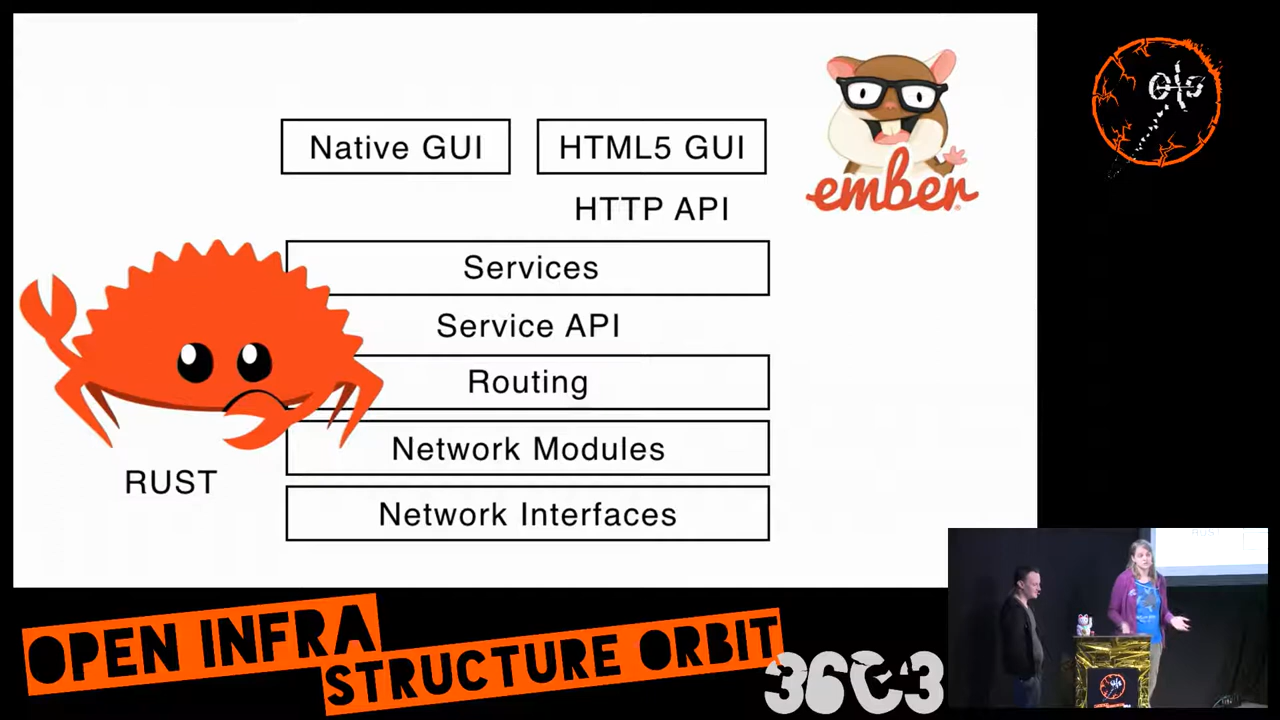 Native GUI
HTML5 GUI
ember
HTTP API
Services
Service API
Routing
Network Modules
RUST
Network Interfaces
OPEN INFRA
STRUCTURE ORBIT
36C3